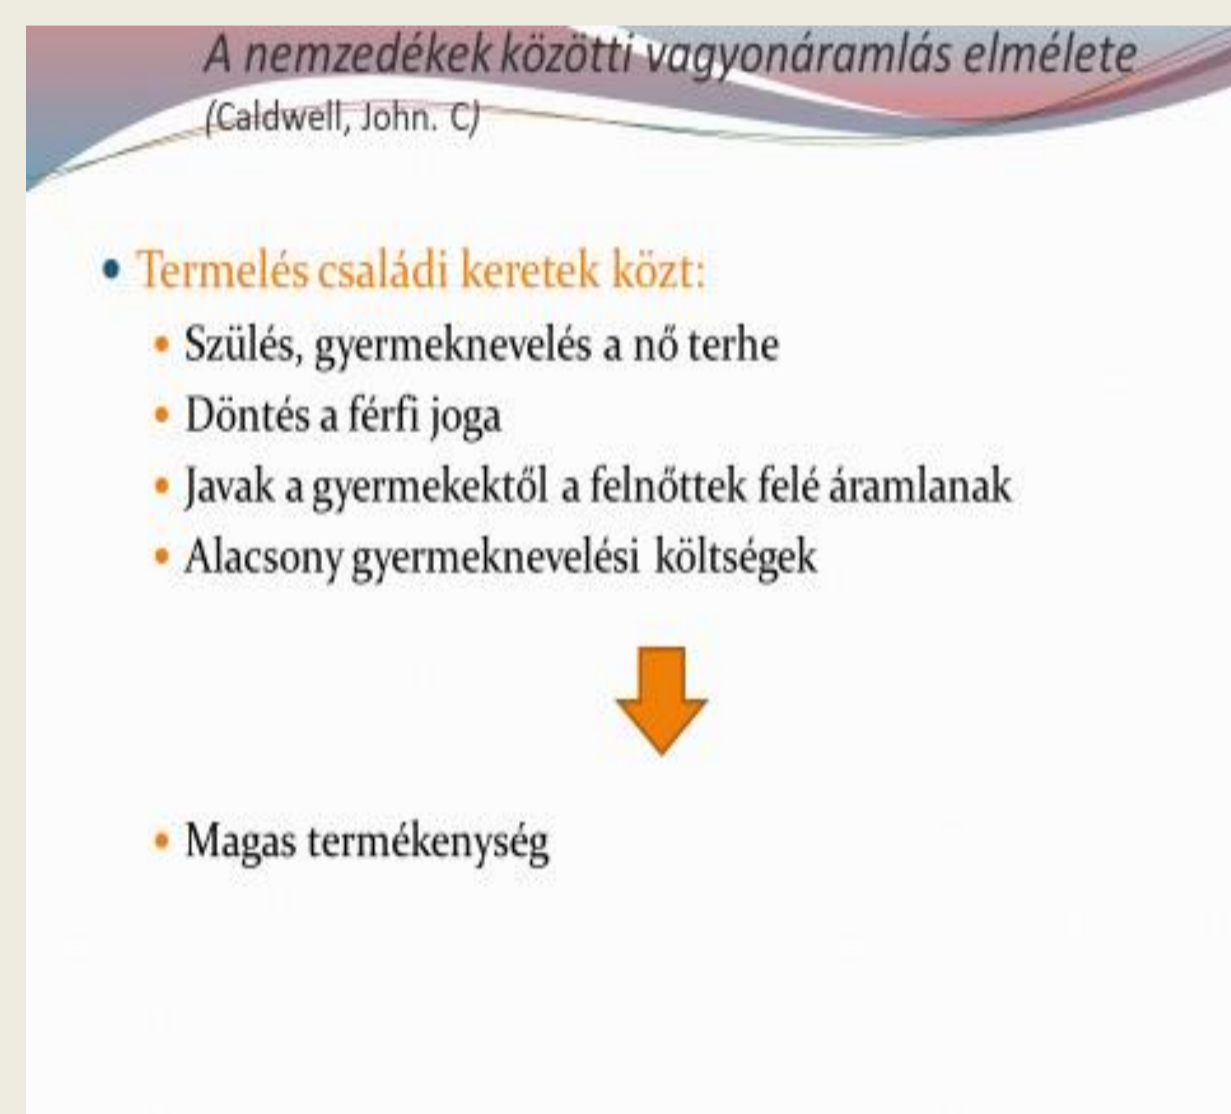 A nemzedékek közötti vagyonáramlás elmélete
(Caldwell, John. C)
• Termelés családi keretek közt:
• Szülés, gyermeknevelés a nő terhe
• Döntés a férfi joga
• Javak a gyermekektől a felnőttek felé áramlanak
• Alacsony gyermeknevelési költségek
• Magas termékenység